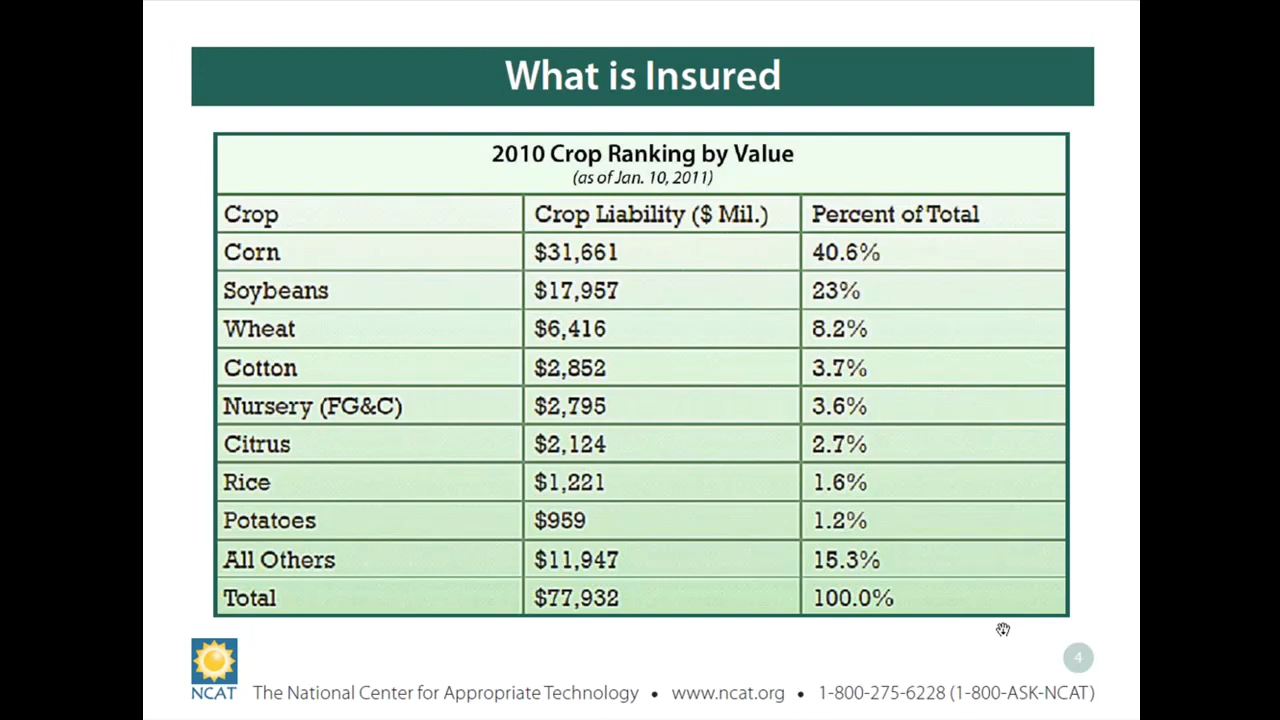 What is Insured
2010 Crop Ranking by Value
(as of Jan. 10, 2011)
Crop Crop Liability ($ Mil.) Percent of Total
Corn $31,661 40.6%
Soybeans $17,957 23%
Wheat $6,416 8.2%
Cotton $2,852 3.7%
Nursery (FG&C) $2,795 3.6%
Citrus $2,124 2.7%
Rice $1,221 1.6%
Potatoes $959 1.2%
All Others $11,947 15.3%
Total $77,932 100.0%
4
NCAT The National Center for Appropriate Technology • www.ncat.org • 1-800-275-6228 (1-800-ASK-NCAT)